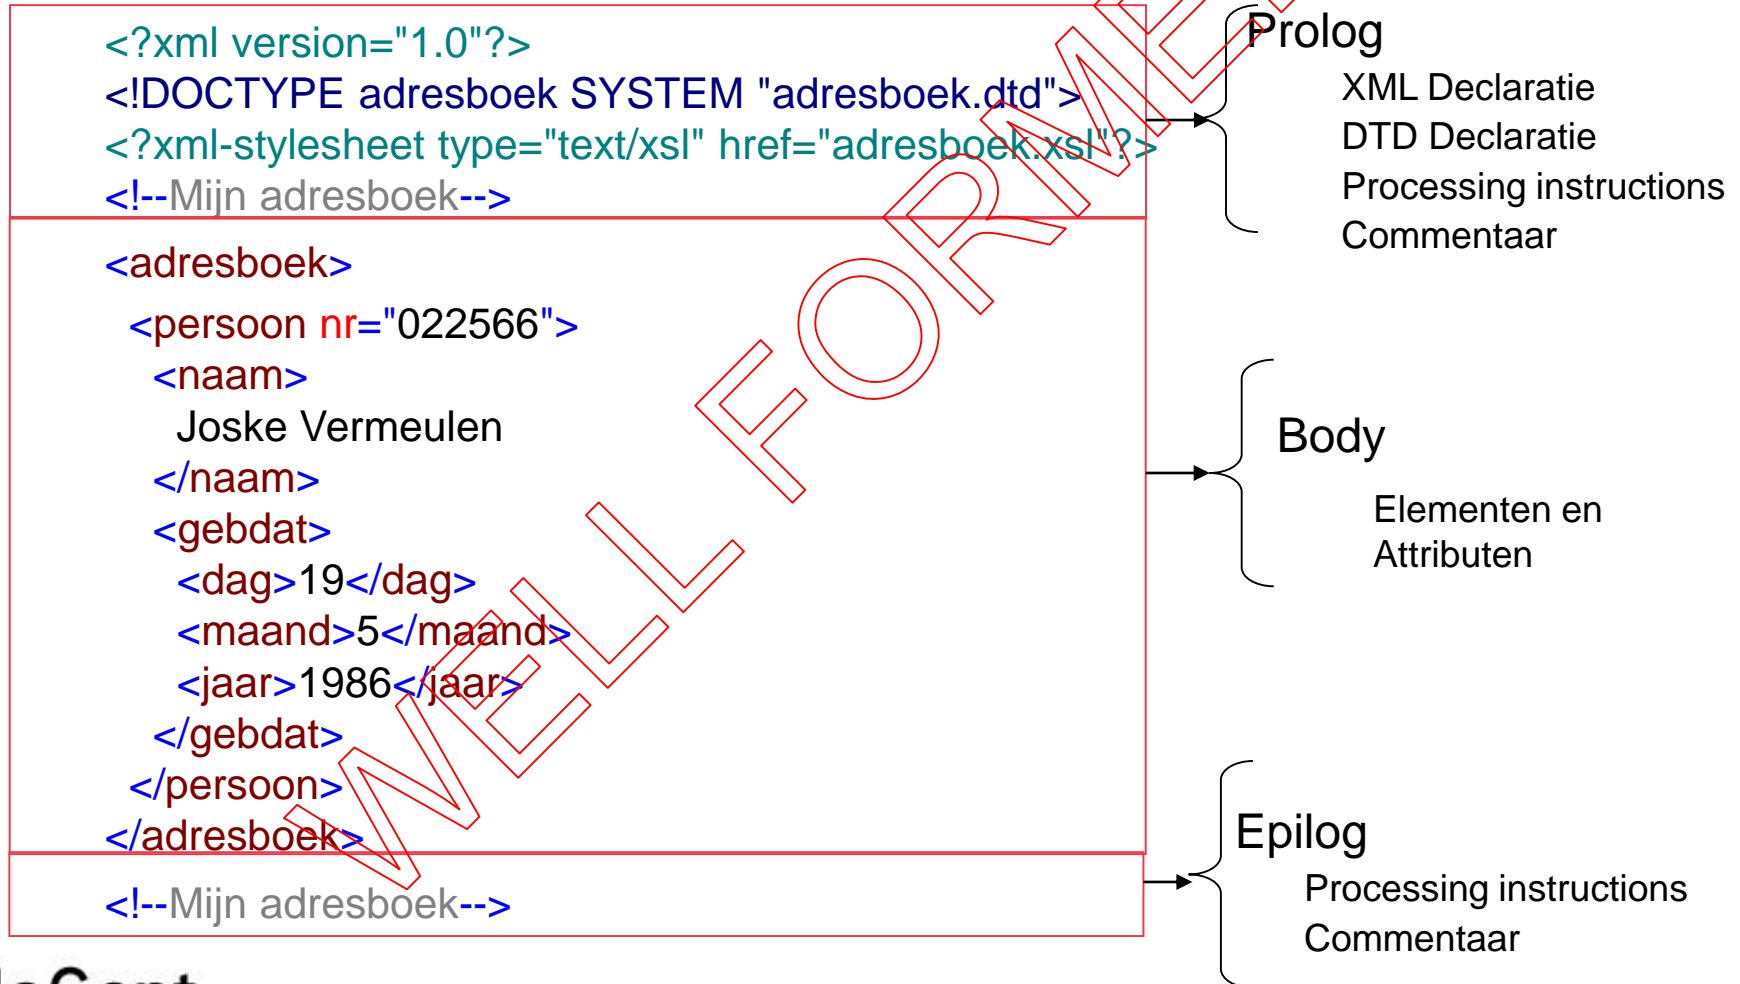 <?xml version="1.0"?>
<!DOCTYPE adresboek SYSTEM "adresboek.dtd">
<?xml-stylesheet type="text/xsl" href="adresboek.xsl"?>
<!--Mijn adresboek-->
Prolog
XML Declaratie
DTD Declaratie
Processing instructions
Commentaar
<adresboek>
<persoon nr="022566">
<naam>
Joske Vermeulen
</naam>
<gebdat>
<dag>19</dag>
<maand>5</maand>
<jaar>1986</jaar>
</gebdat>
</persoon>
</adresboek>
Body
Elementen en
Attributen
<!--Mijn adresboek-->
Epilog
Processing instructions
Commentaar
WELL FORME